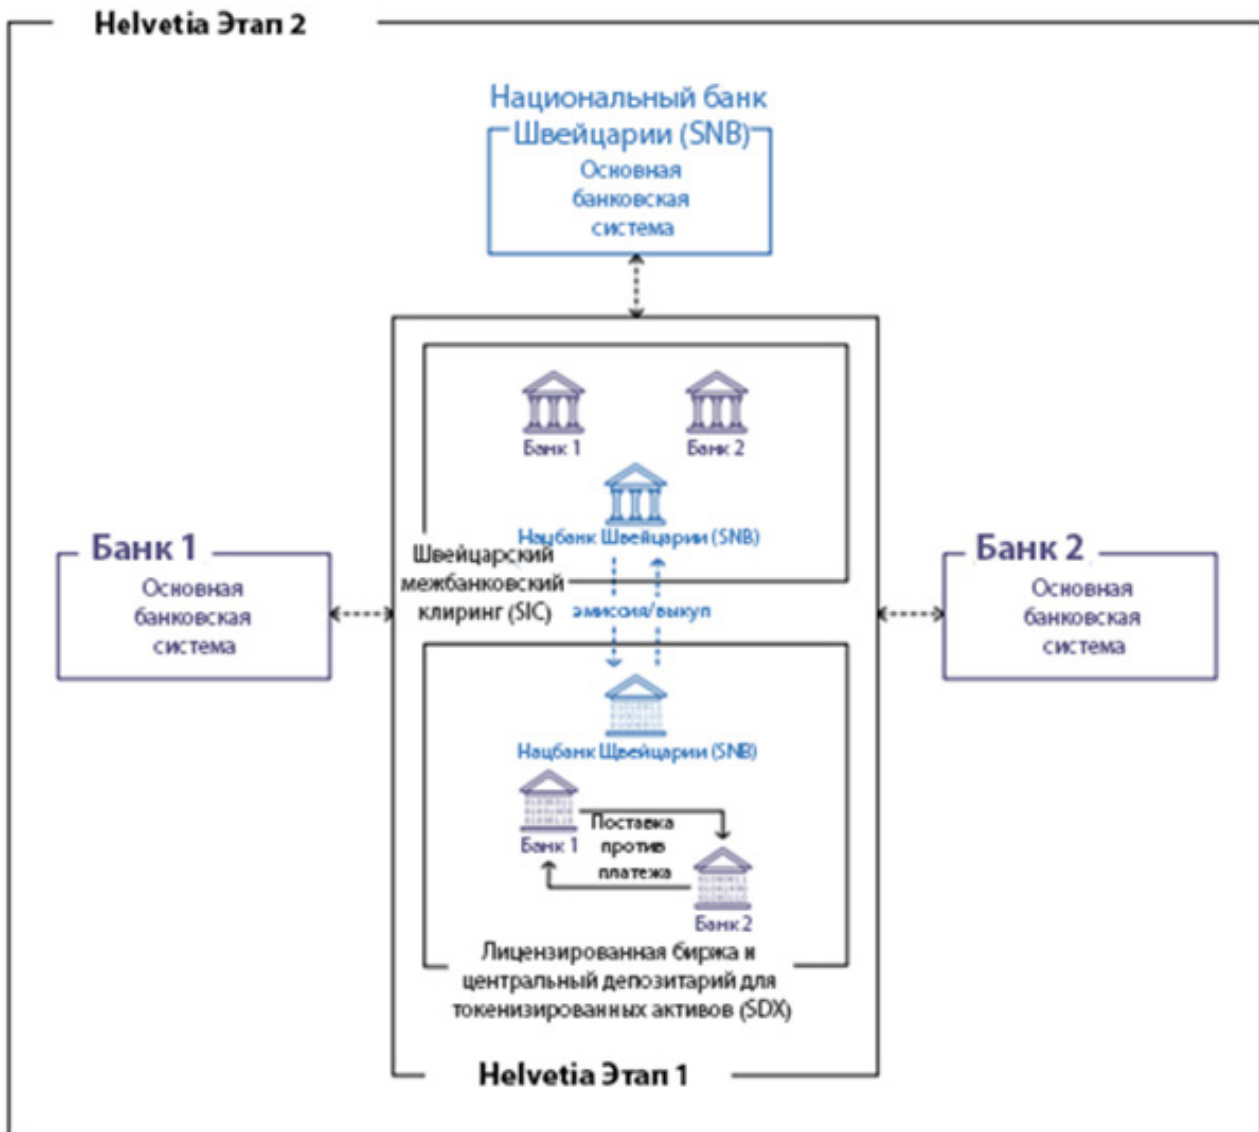 Helvetia Этап 2
Национальный банк
Швейцарии (SNB)
Основная
банковская
система
Банк 1
Банк 2
Нацбанк Швейцарии (SNB)
Швейцарский
межбанковский
клиринг (SIC)
эмиссия/выкуп
Банк 1
Основная
банковская
система
Банк 2
Основная
банковская
система
Нацбанк Щвейцарии (SNB)
Банк 1
Поставка
против
платежа
Банк 2
Лицензированная биржа и
центральный депозитарий для
токенизированных активов (SDX)
Helvetia Этап 1